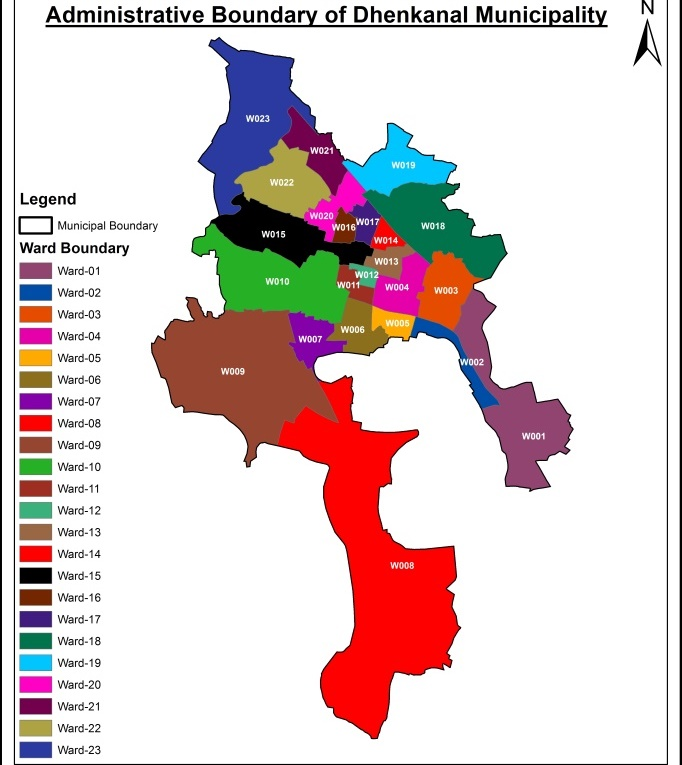 Administrative Boundary of Dhenkanal Municipality
N
W023
W021
W019
W022
W020
W016
W017
W018
W015
W014
W013
W012
W010
W011
W004
W003
W005
W006
W007
W002
W009
W001
W008
Legend
Municipal Boundary
Ward Boundary
Ward-01
Ward-02
Ward-03
Ward-04
Ward-05
Ward-06
Ward-07
Ward-08
Ward-09
Ward-10
Ward-11
Ward-12
Ward-13
Ward-14
Ward-15
Ward-16
Ward-17
Ward-18
Ward-19
Ward-20
Ward-21
Ward-22
Ward-23